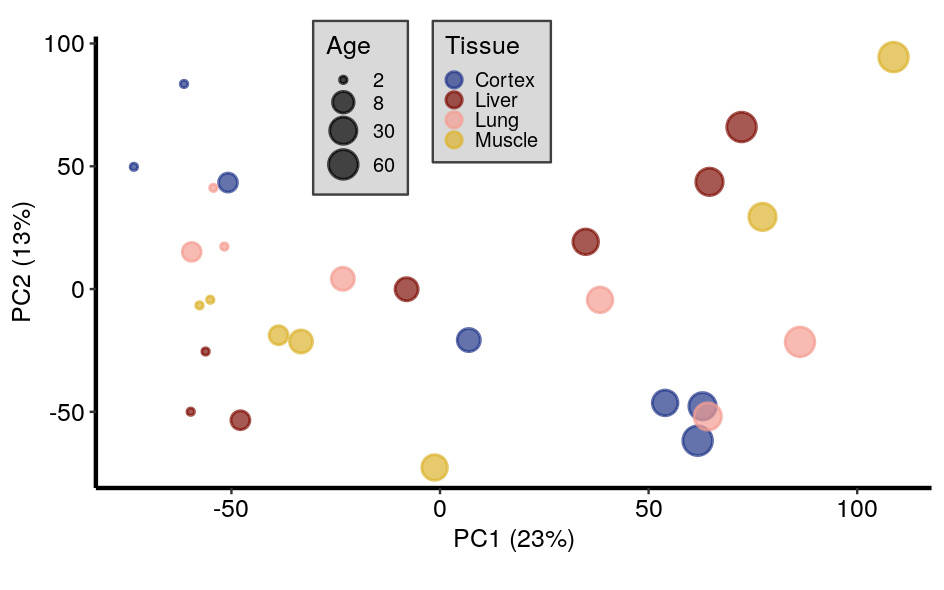 Age
2
8
30
60
Tissue
Cortex
Liver
Lung
Muscle
PC2 (13%)
100
50
0
-50
-50
0
50
100
PC1 (23%)